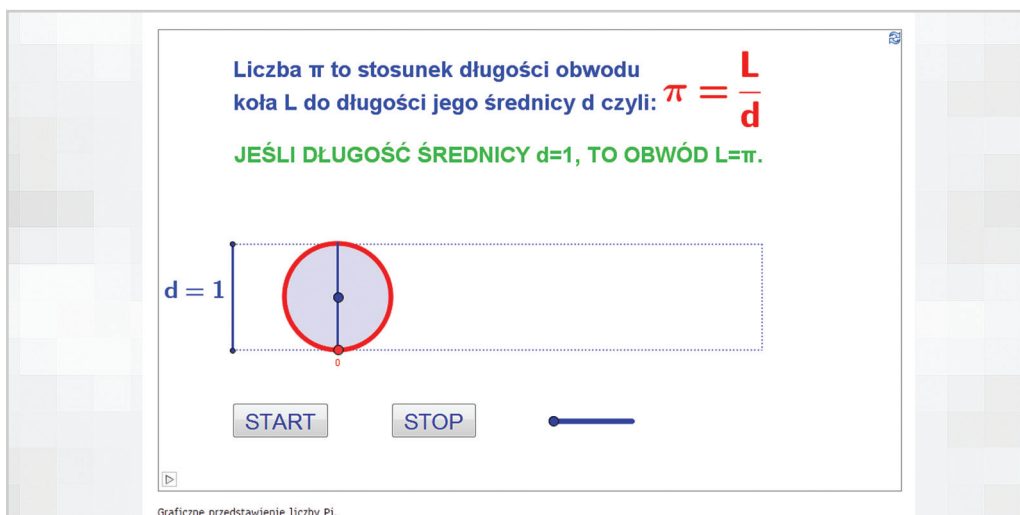 Liczba π to stosunek długości obwodu
koła L do długości jego średnicy d czyli: π = L/d
JEŚLI DŁUGOŚĆ ŚREDNICY d=1, TO OBWÓD L=π.
d = 1
0
START STOP
Graficzne przedstawienie liczby Pi.